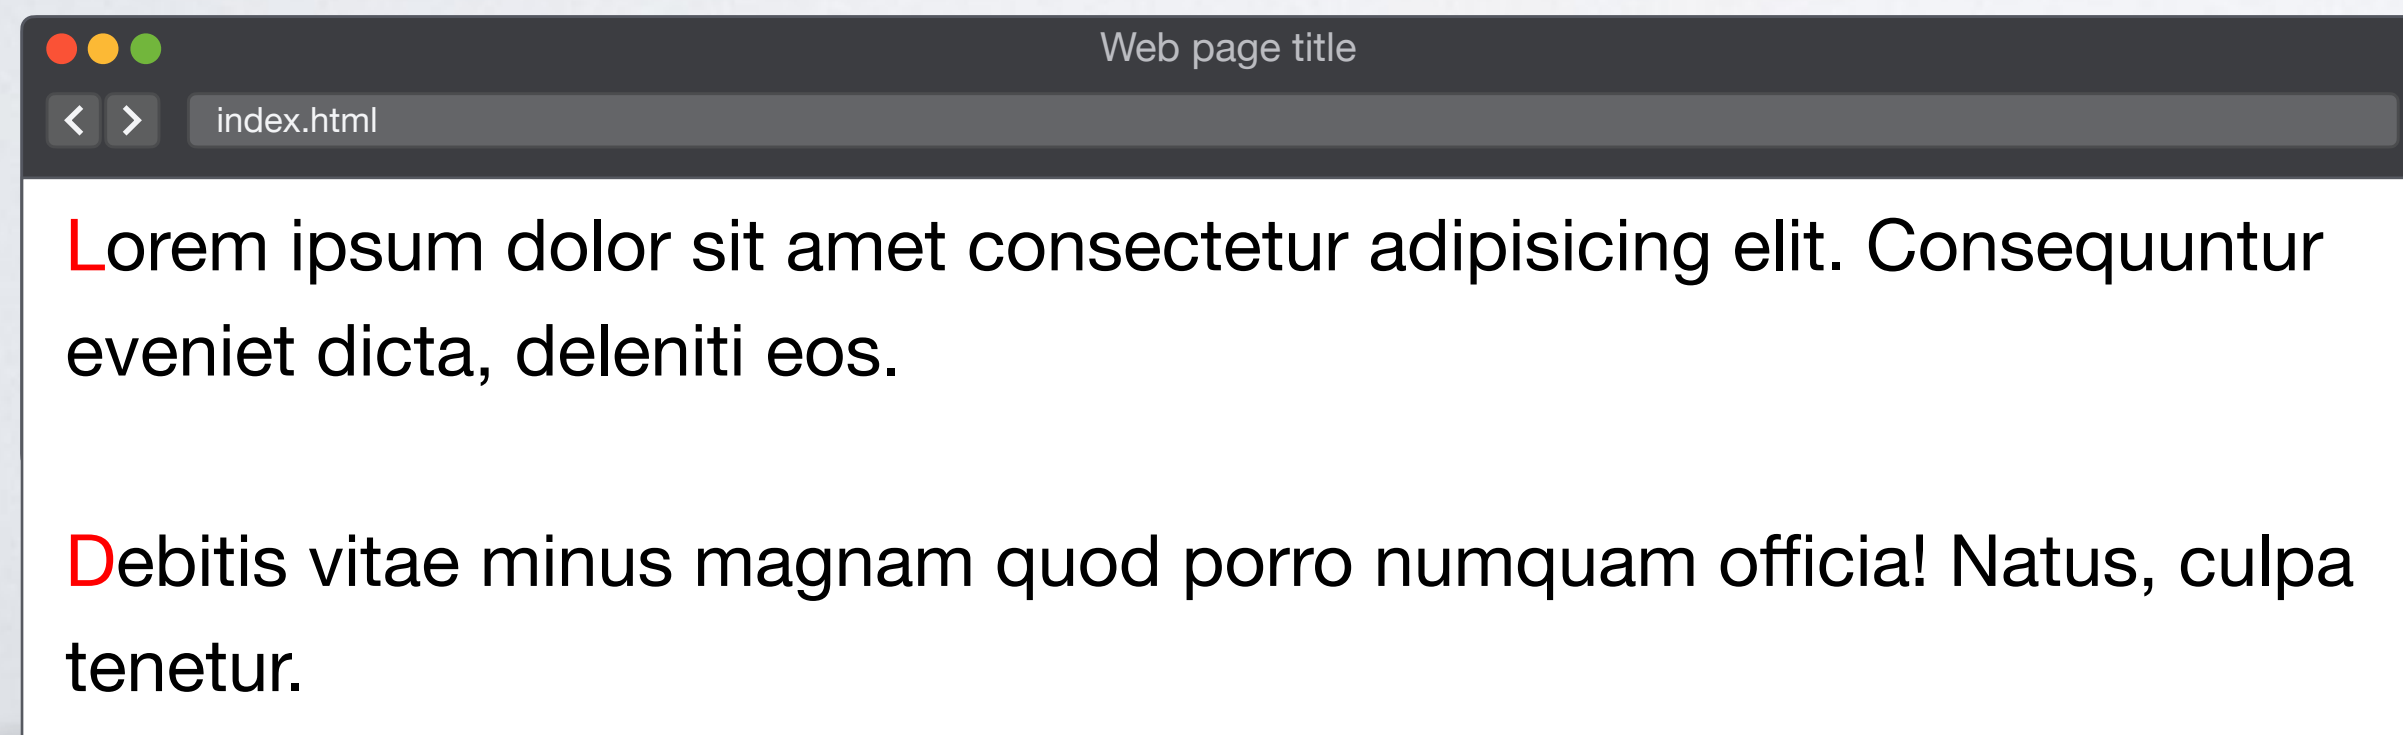 Web page title
index.html
Lorem ipsum dolor sit amet consectetur adipisicing elit. Consequuntur
eveniet dicta, deleniti eos.
Debitis vitae minus magnam quod porro numquam officia! Natus, culpa
tenetur.